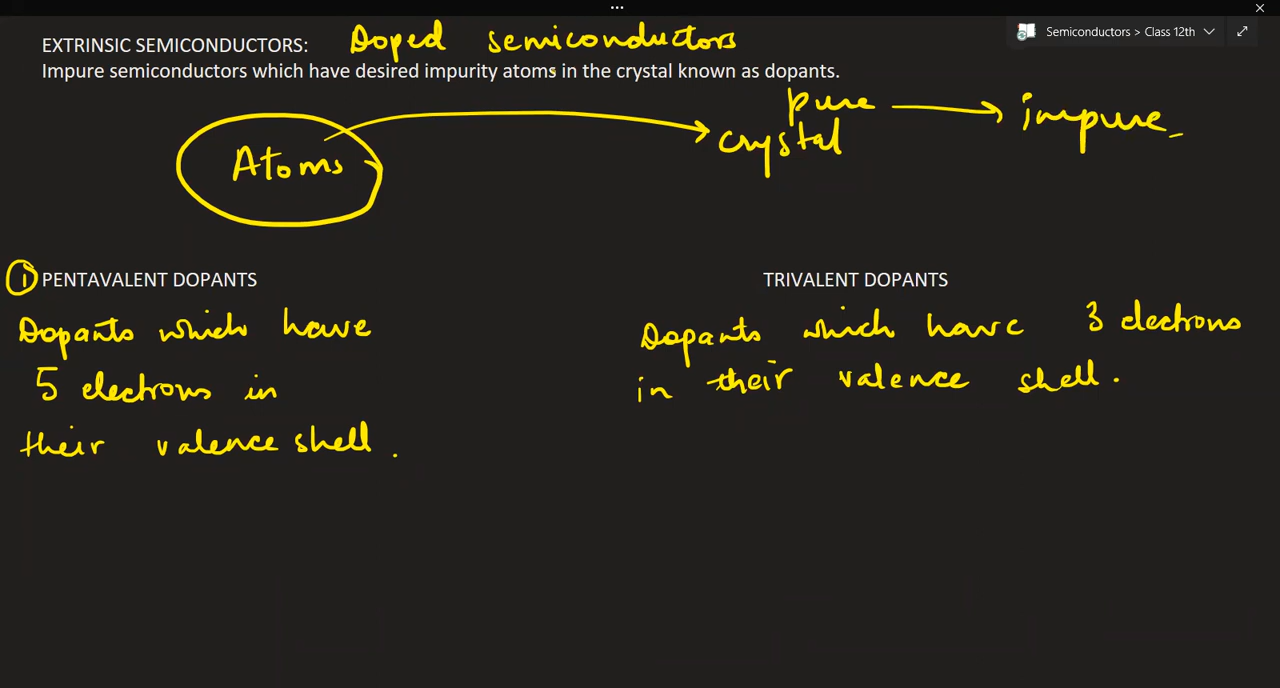 Semiconductors > Class 12th
EXTRINSIC SEMICONDUCTORS: Doped semiconductors
Impure semiconductors which have desired impurity atoms in the crystal known as dopants.
pure → impure
Atoms → crystal
① PENTAVALENT DOPANTS
Dopants which have
5 electrons in
their valence shell.
TRIVALENT DOPANTS
Dopants which have 3 electrons
in their valence shell.